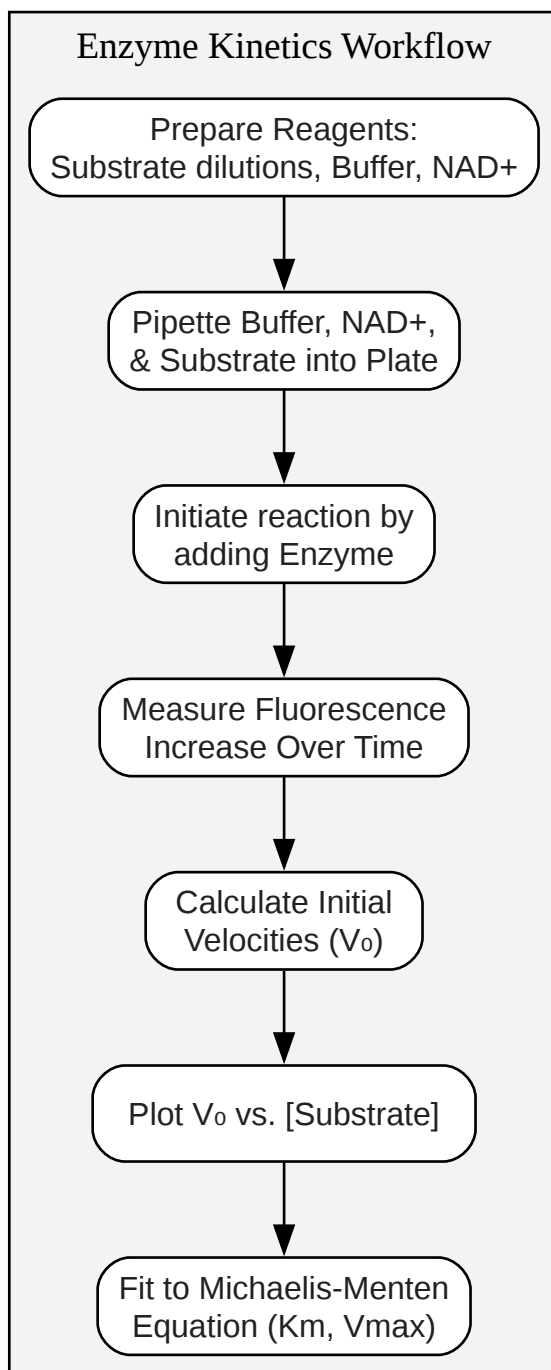 Enzyme Kinetics Workflow
Prepare Reagents:
Substrate dilutions, Buffer, NAD+
Pipette Buffer, NAD+,
& Substrate into Plate
Initiate reaction by
adding Enzyme
Measure Fluorescence
Increase Over Time
Calculate Initial
Velocities (V₀)
Plot V₀ vs. [Substrate]
Fit to Michaelis-Menten
Equation (Km, Vmax)